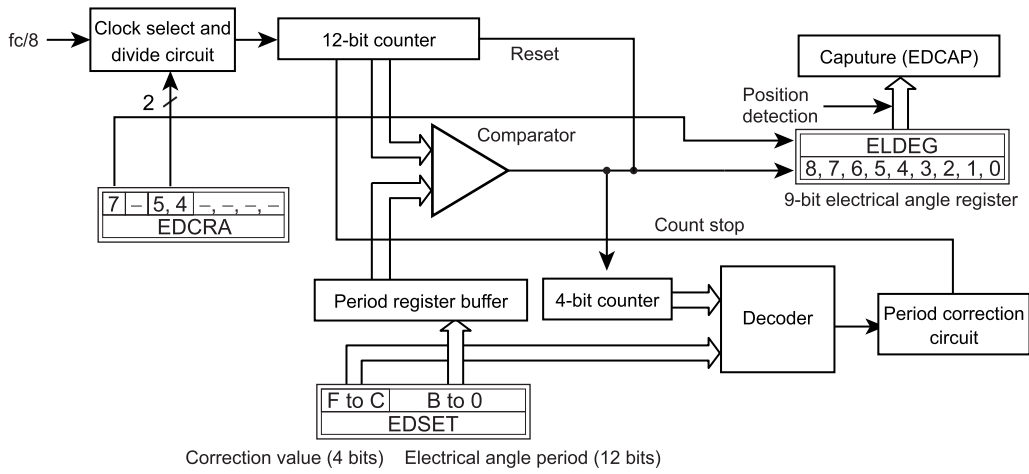 fc/8
Clock select and
divide circuit
12-bit counter
Reset
Caputure (EDCAP)
Position
detection
2
Comparator
ELDEG
8, 7, 6, 5, 4, 3, 2, 1, 0
9-bit electrical angle register
7 – 5, 4 –, –, –, –
EDCRA
Count stop
Period register buffer
4-bit counter
Decoder
Period correction
circuit
F to C B to 0
EDSET
Correction value (4 bits) Electrical angle period (12 bits)